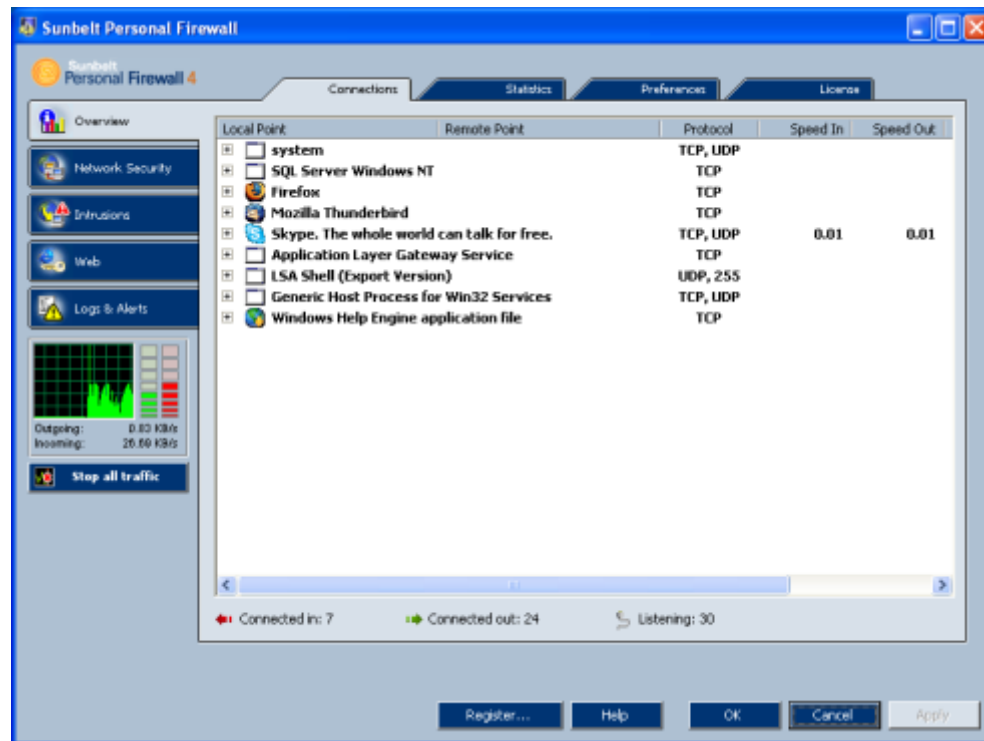 Sunbelt Personal Firewall
Sunbelt
Personal Firewall 4
Connections
Statistics
Preferences
License
Overview
Network Security
Intrusions
Web
Logs & Alerts
Local Point Remote Point Protocol Speed In Speed Out
system TCP, UDP
SQL Server Windows NT TCP
Firefox TCP
Mozilla Thunderbird TCP
Skype. The whole world can talk for free. TCP, UDP 0.01 0.01
Application Layer Gateway Service TCP
LSA Shell (Export Version) UDP, 255
Generic Host Process for Win32 Services TCP, UDP
Windows Help Engine application file TCP
Outgoing: 0.83 KB/s
Incoming: 26.69 KB/s
Stop all traffic
Connected in: 7 Connected out: 24 Listening: 30
Register... Help OK Cancel Apply